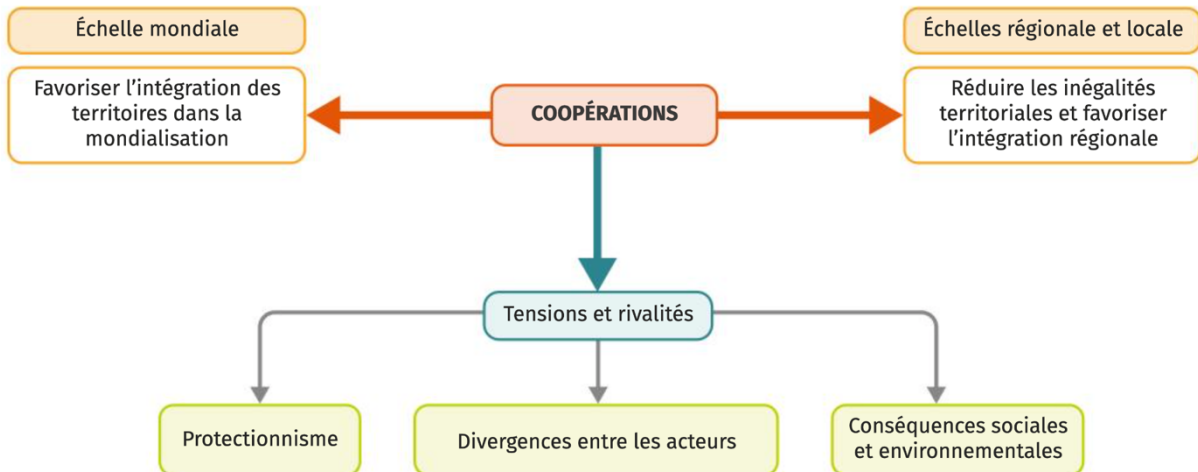 Échelle mondiale
Échelles régionale et locale
Favoriser l'intégration des
territoires dans la
mondialisation
COOPÉRATIONS
Réduire les inégalités
territoriales et favoriser
l'intégration régionale
Tensions et rivalités
Protectionnisme
Divergences entre les acteurs
Conséquences sociales
et environnementales